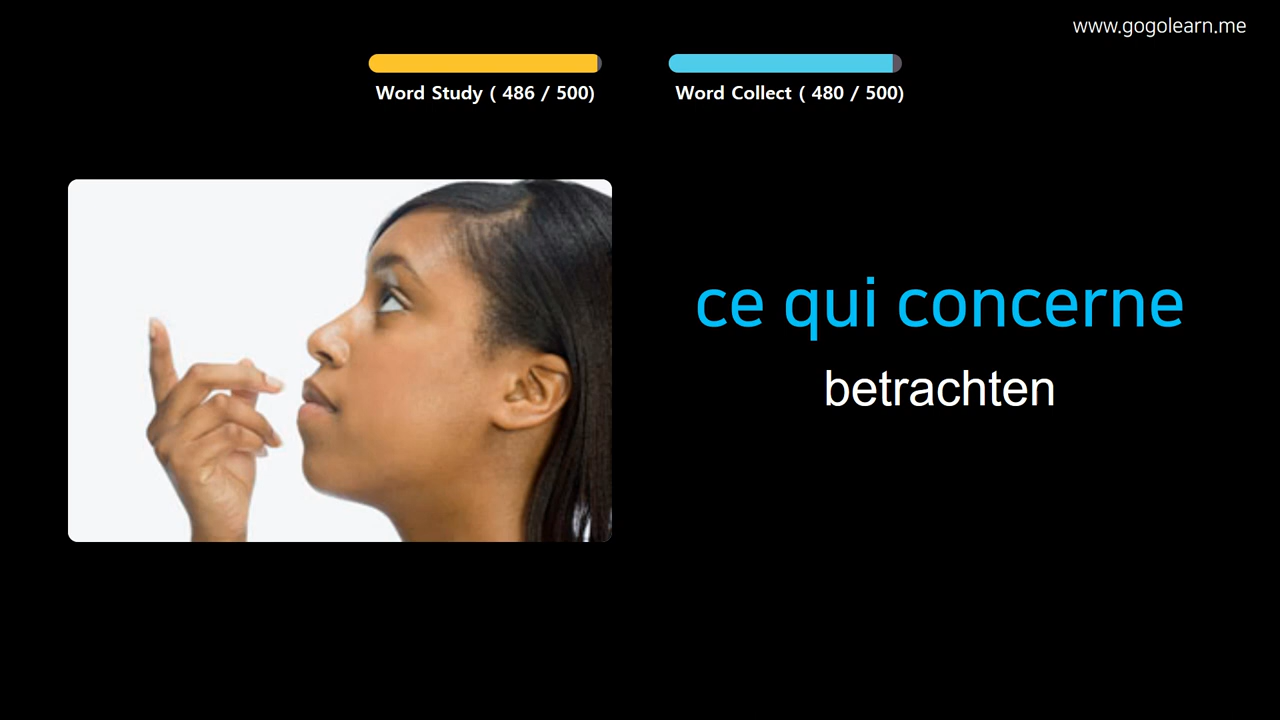 www.gogolearn.me
Word Study ( 486 / 500)
Word Collect ( 480 / 500)
ce qui concerne
betrachten